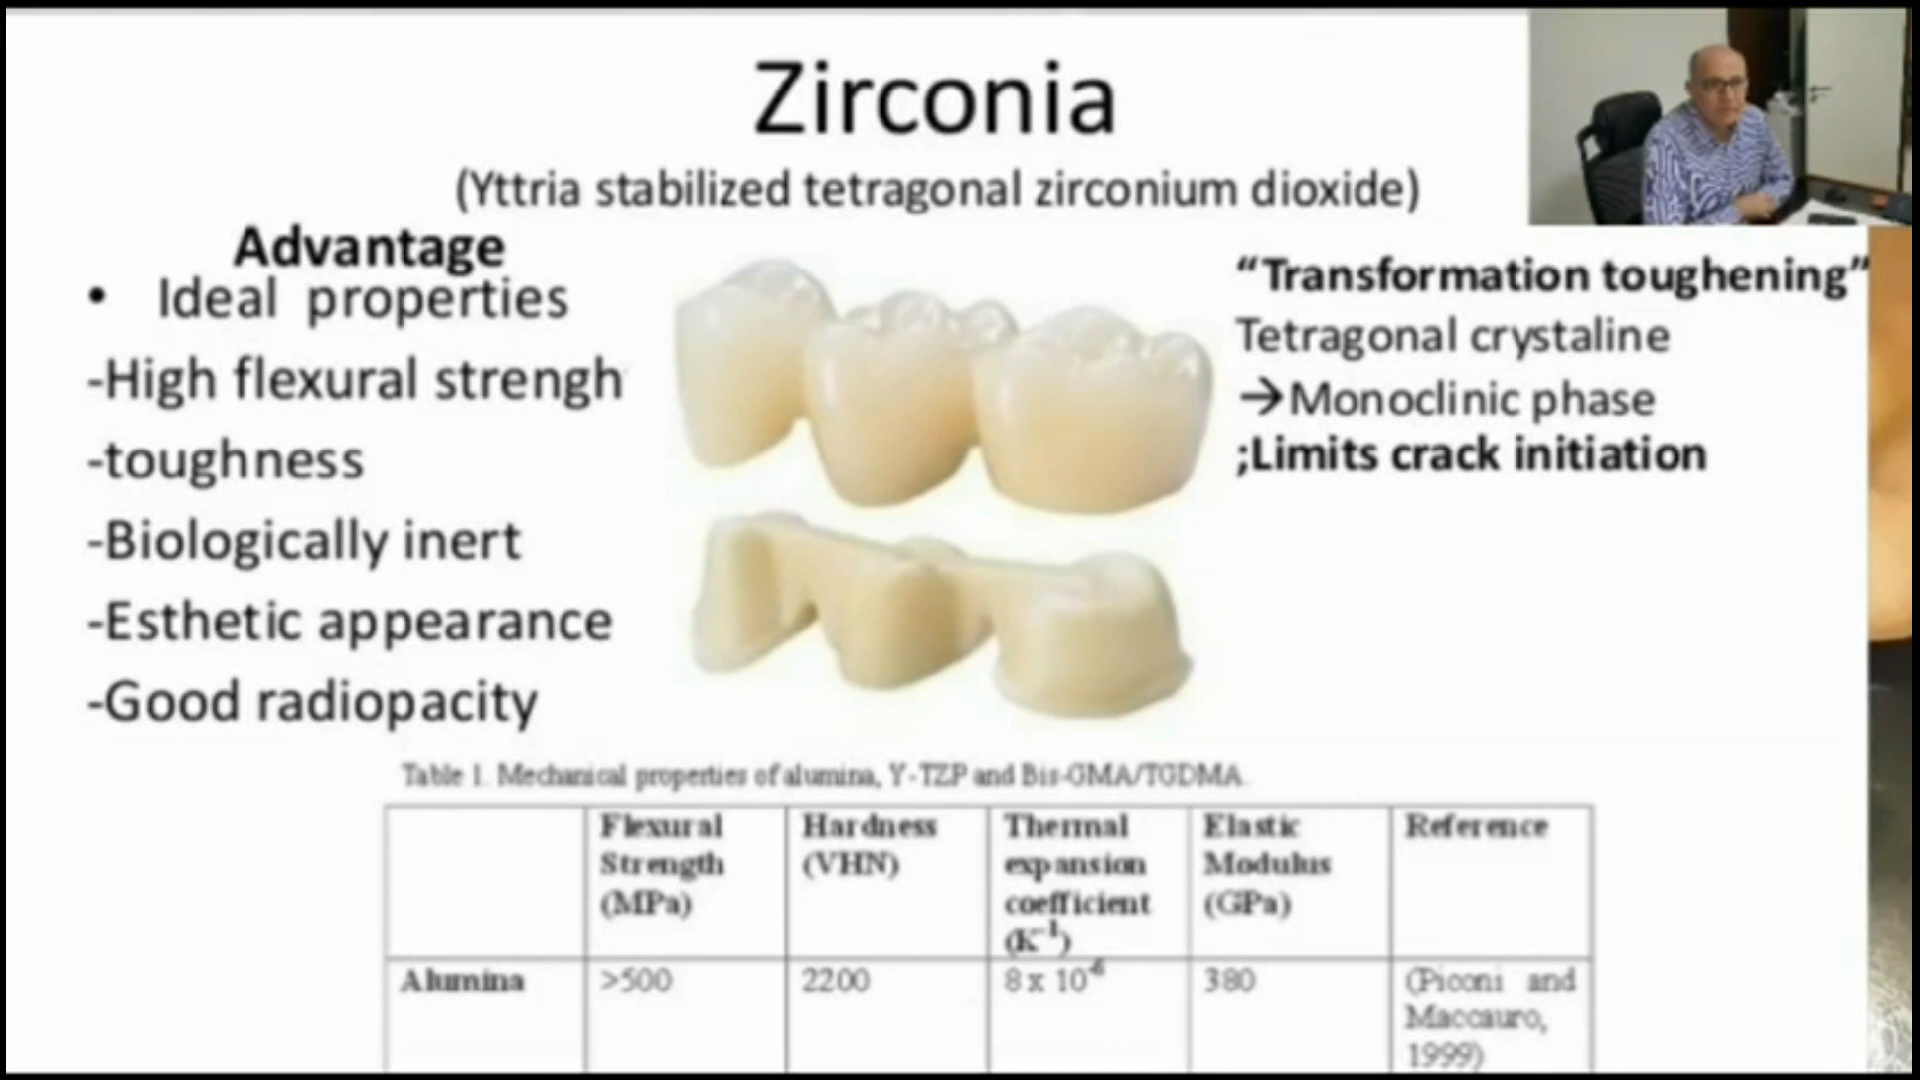 Zirconia
(Yttria stabilized tetragonal zirconium dioxide)
Advantage
• Ideal properties
-High flexural strengh
-toughness
-Biologically inert
-Esthetic appearance
-Good radiopacity
“Transformation toughening”
Tetragonal crystaline
→Monoclinic phase
;Limits crack initiation
Table 1. Mechanical properties of alumina, Y-TZP and Bis-GMA/TGDMA.
Flexural Strength (MPa)
Hardness (VHN)
Thermal expansion coefficient (K⁻¹)
Elastic Modulus (GPa)
Reference
Alumina
>500
2200
8 x 10⁻⁶
380
(Piconi and Maccauro, 1999)